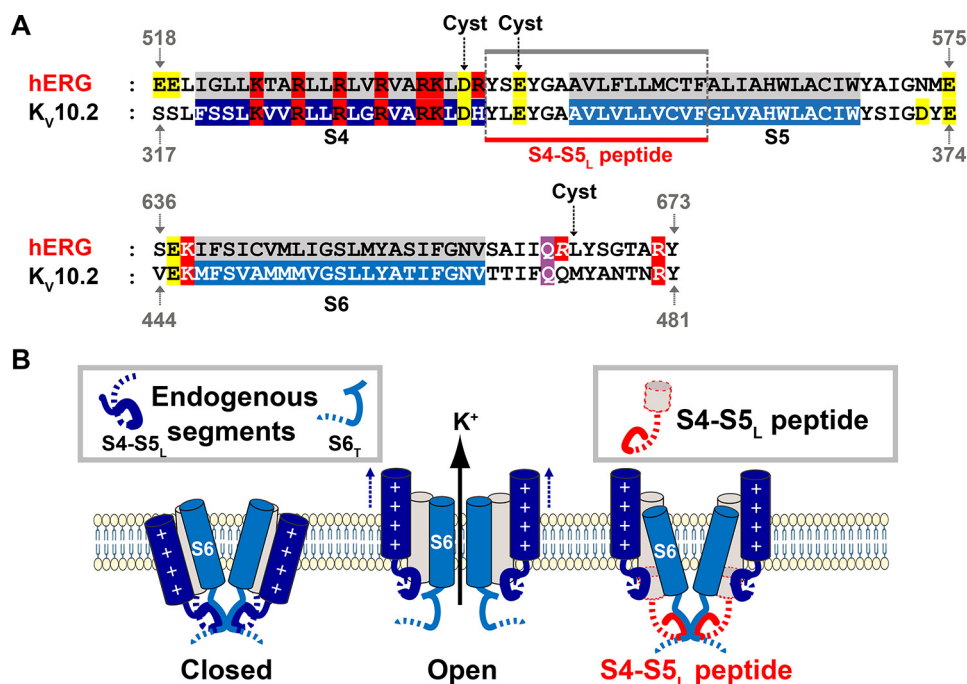 A
Cyst Cyst
518 575
hERG : EELIGLLKTARLLRLVRVARKLDRYSEYGAAVLFLLMCTFALIAHWLACIWYAIGNME
KV10.2 : SSLFSSLKVVRLLRLGRVARKLDHYLEYGAAVLVLLVCVFGLVAHWLACIWYSIGDYE
S4 S5
317 S4-S5L peptide 374
636 Cyst 673
hERG : SEKIFSICVMLIGSLMYASIFGNVSAIIQRLYSGTARY
KV10.2 : VEKMFSVAMMMVGSLLYATIFGNVTTIFQQMYANTNRY
S6
444 481
B
Endogenous
segments
S4-S5L S6T
K+
S4-S5L peptide
+ + + +
S6
+ + + +
+ + + +
S6
+ + + +
+ + + +
S6
+ + + +
Closed Open S4-S5L peptide